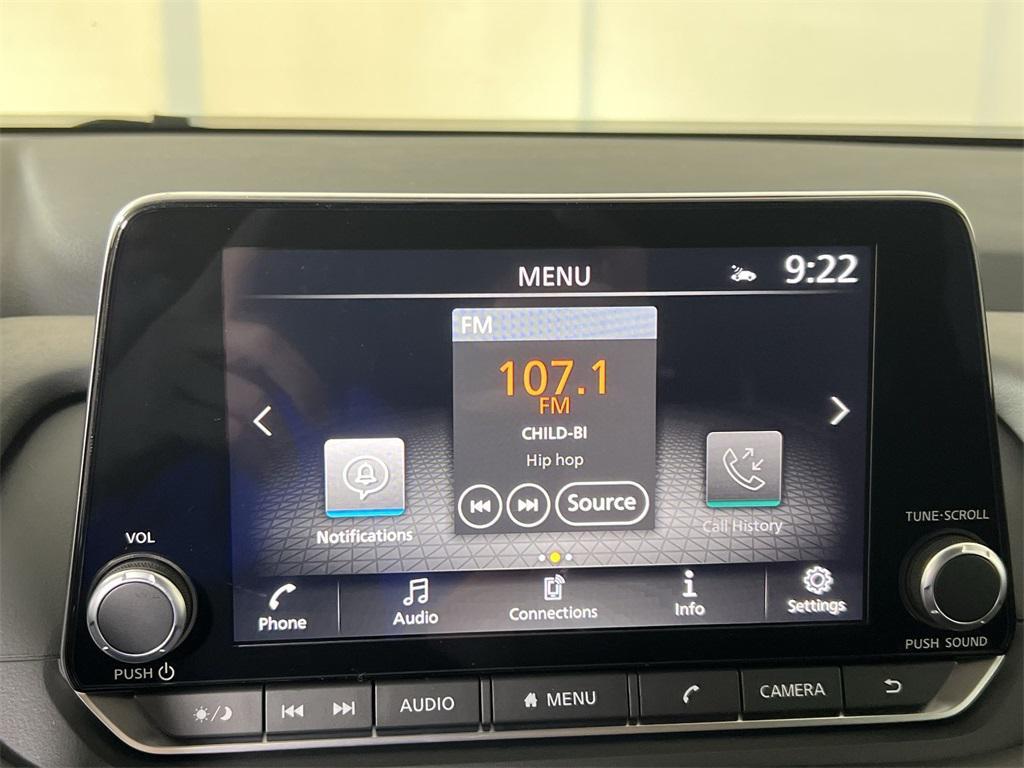 MENU
9:22
FM
107.1
FM
CHILD-BI
Hip hop
Source
Notifications
Call History
Phone
Audio
Connections
Info
Settings
VOL
PUSH
TUNE·SCROLL
PUSH SOUND
AUDIO
MENU
CAMERA